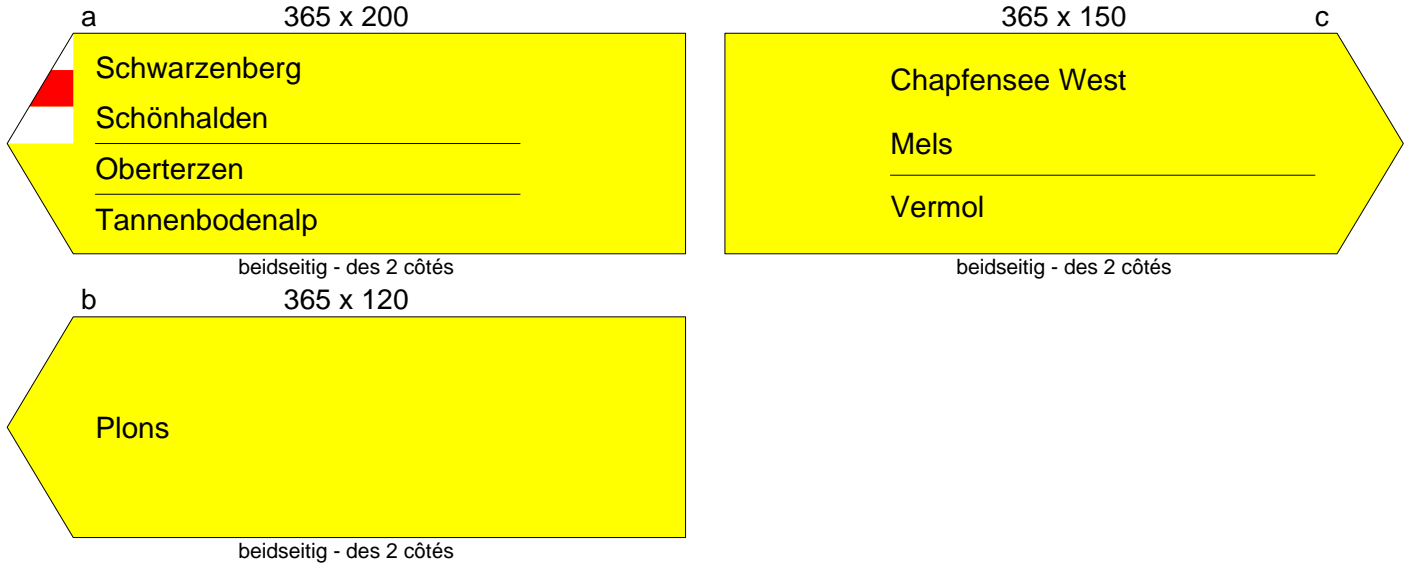 a 365 x 200
Schwarzenberg
Schönhalden
Oberterzen
Tannenbodenalp
beidseitig - des 2 côtés
365 x 150 c
Chapfensee West
Mels
Vermol
beidseitig - des 2 côtés
b 365 x 120
Plons
beidseitig - des 2 côtés